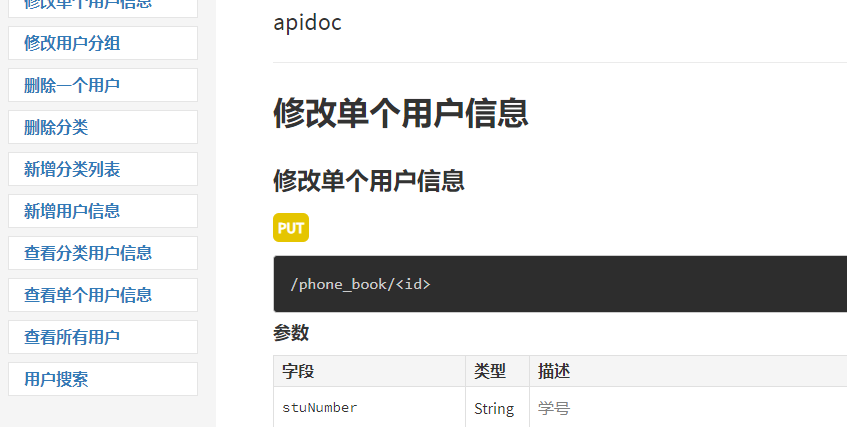 修改单个用户信息
修改用户分组
删除一个用户
删除分类
新增分类列表
新增用户信息
查看分类用户信息
查看单个用户信息
查看所有用户
用户搜索
apidoc
修改单个用户信息
修改单个用户信息
PUT
/phone_book/<id>
参数
字段 类型 描述
stuNumber String 学号